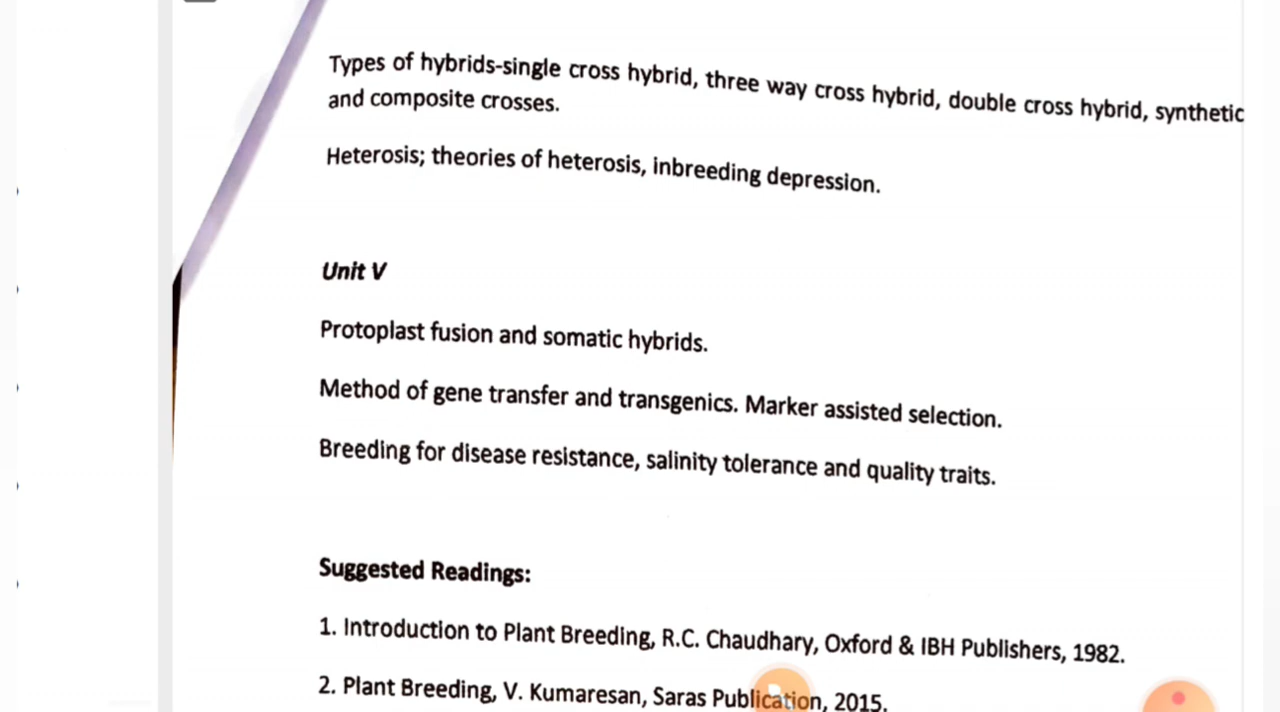 Types of hybrids-single cross hybrid, three way cross hybrid, double cross hybrid, synthetic
and composite crosses.
Heterosis; theories of heterosis, inbreeding depression.
Unit V
Protoplast fusion and somatic hybrids.
Method of gene transfer and transgenics. Marker assisted selection.
Breeding for disease resistance, salinity tolerance and quality traits.
Suggested Readings:
1. Introduction to Plant Breeding, R.C. Chaudhary, Oxford & IBH Publishers, 1982.
2. Plant Breeding, V. Kumaresan, Saras Publication, 2015.